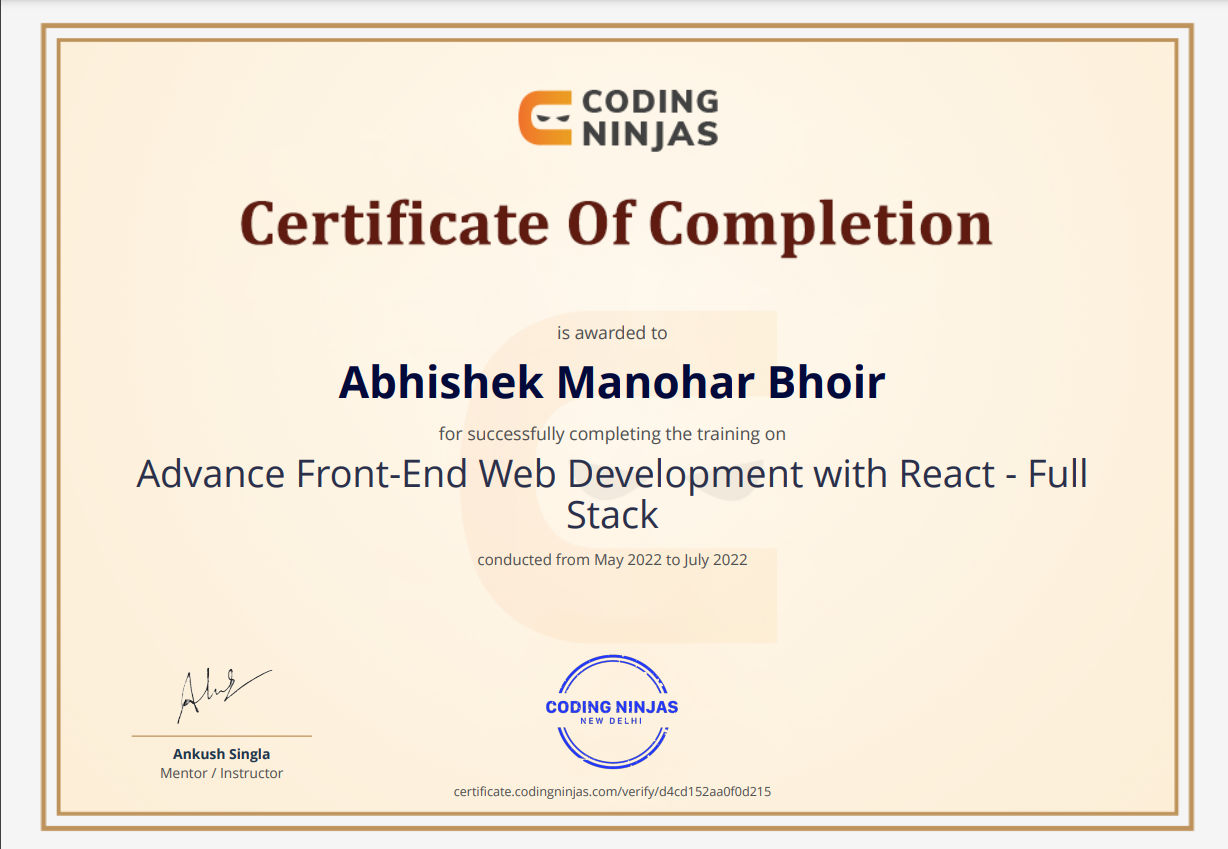 CODING
NINJAS
Certificate Of Completion
is awarded to
Abhishek Manohar Bhoir
for successfully completing the training on
Advance Front-End Web Development with React - Full
Stack
conducted from May 2022 to July 2022
CODING NINJAS
NEW DELHI
Ankush Singla
Mentor / Instructor
certificate.codingninjas.com/verify/d4cd152aa0f0d215